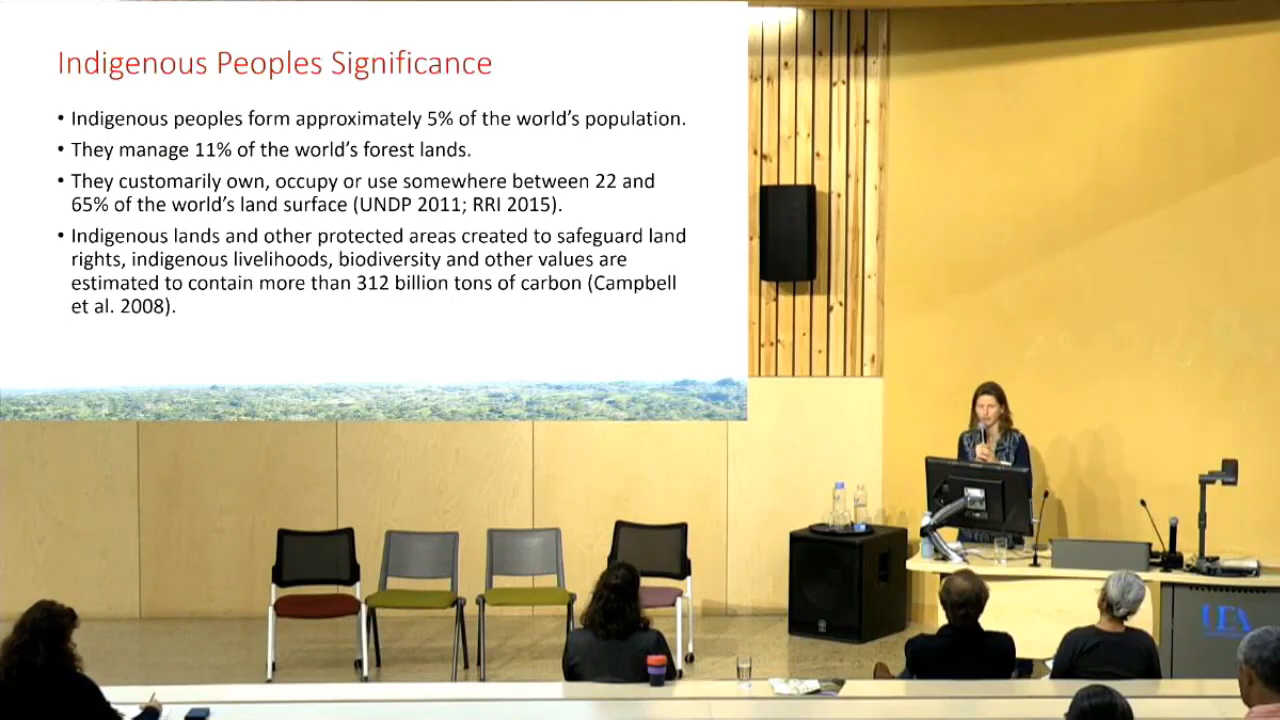 Indigenous Peoples Significance
• Indigenous peoples form approximately 5% of the world's population.
• They manage 11% of the world's forest lands.
• They customarily own, occupy or use somewhere between 22 and
65% of the world's land surface (UNDP 2011; RRI 2015).
• Indigenous lands and other protected areas created to safeguard land
rights, indigenous livelihoods, biodiversity and other values are
estimated to contain more than 312 billion tons of carbon (Campbell
et al. 2008).
UEA